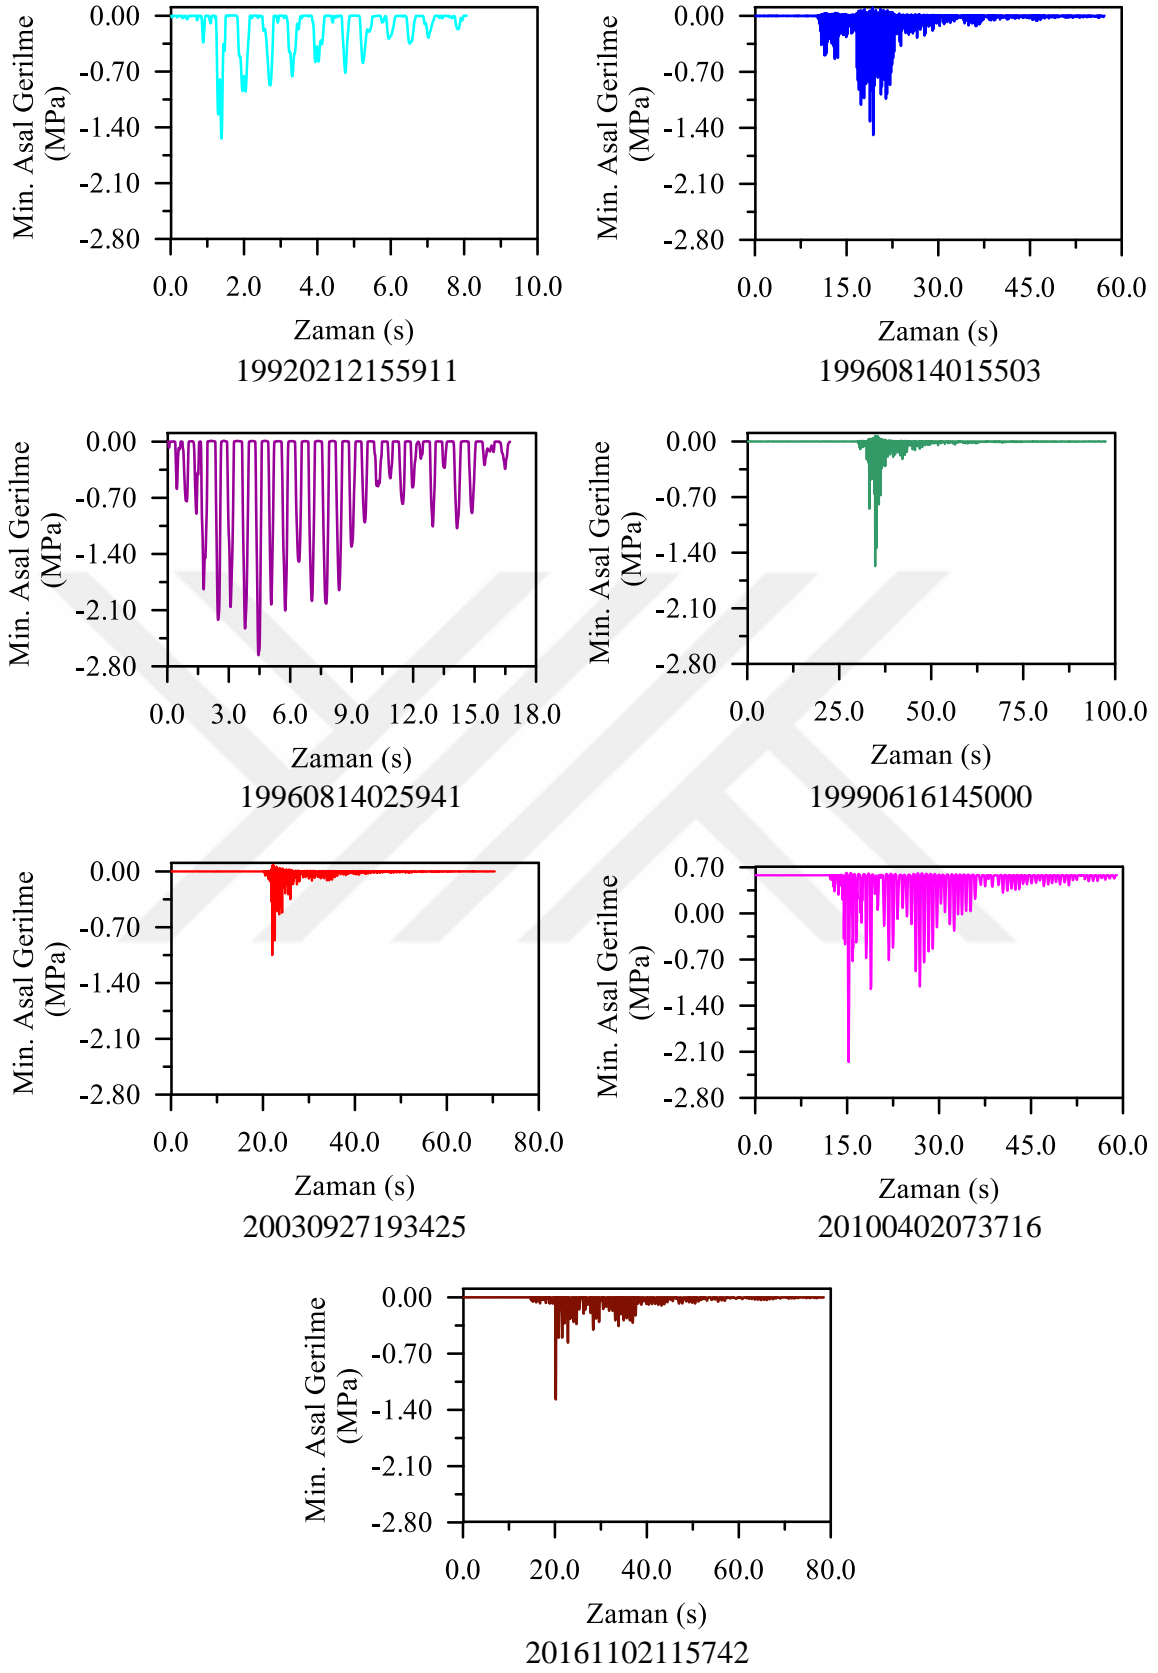 Min. Asal Gerilme
(MPa)
0.00
-0.70
-1.40
-2.10
-2.80
0.0 2.0 4.0 6.0 8.0 10.0
Zaman (s)
19920212155911
Min. Asal Gerilme
(MPa)
0.00
-0.70
-1.40
-2.10
-2.80
0.0 15.0 30.0 45.0 60.0
Zaman (s)
19960814015503
Min. Asal Gerilme
(MPa)
0.00
-0.70
-1.40
-2.10
-2.80
0.0 3.0 6.0 9.0 12.0 15.0 18.0
Zaman (s)
19960814025941
Min. Asal Gerilme
(MPa)
0.00
-0.70
-1.40
-2.10
-2.80
0.0 25.0 50.0 75.0 100.0
Zaman (s)
19990616145000
Min. Asal Gerilme
(MPa)
0.00
-0.70
-1.40
-2.10
-2.80
0.0 20.0 40.0 60.0 80.0
Zaman (s)
20030927193425
Min. Asal Gerilme
(MPa)
0.70
0.00
-0.70
-1.40
-2.10
-2.80
0.0 15.0 30.0 45.0 60.0
Zaman (s)
20100402073716
Min. Asal Gerilme
(MPa)
0.00
-0.70
-1.40
-2.10
-2.80
0.0 20.0 40.0 60.0 80.0
Zaman (s)
20161102115742